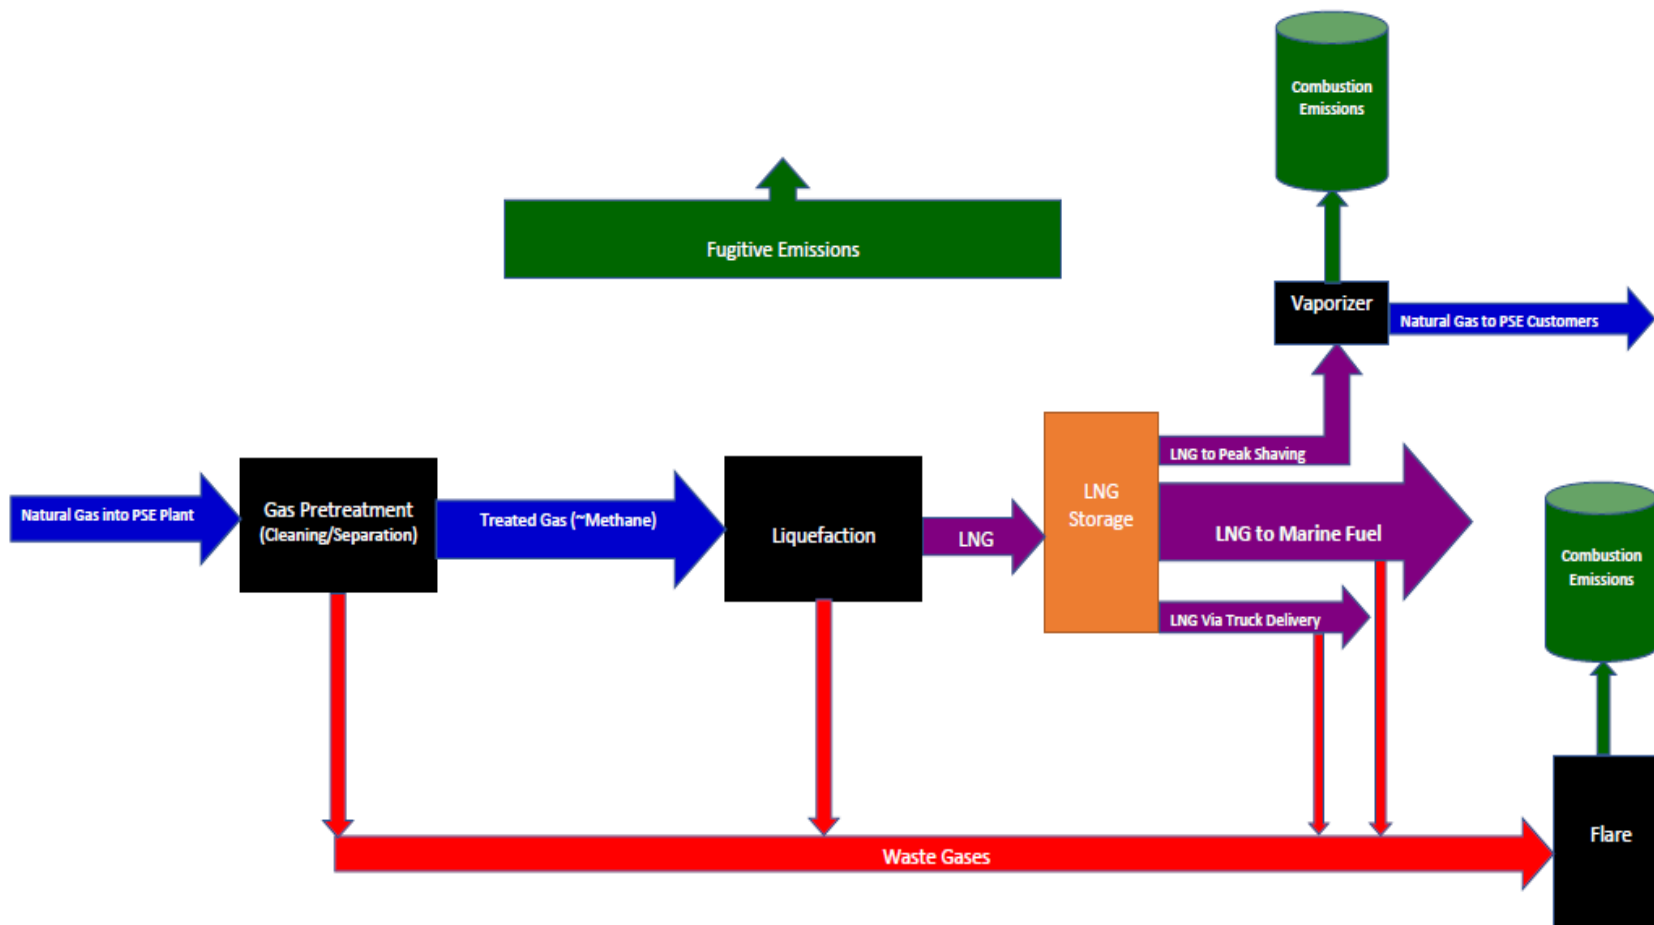 Combustion
Emissions
Fugitive Emissions
Vaporizer
Natural Gas to PSE Customers
LNG to Peak Shaving
Natural Gas into PSE Plant
Gas Pretreatment
(Cleaning/Separation)
Treated Gas (~Methane)
Liquefaction
LNG
LNG
Storage
LNG to Marine Fuel
LNG Via Truck Delivery
Combustion
Emissions
Flare
Waste Gases